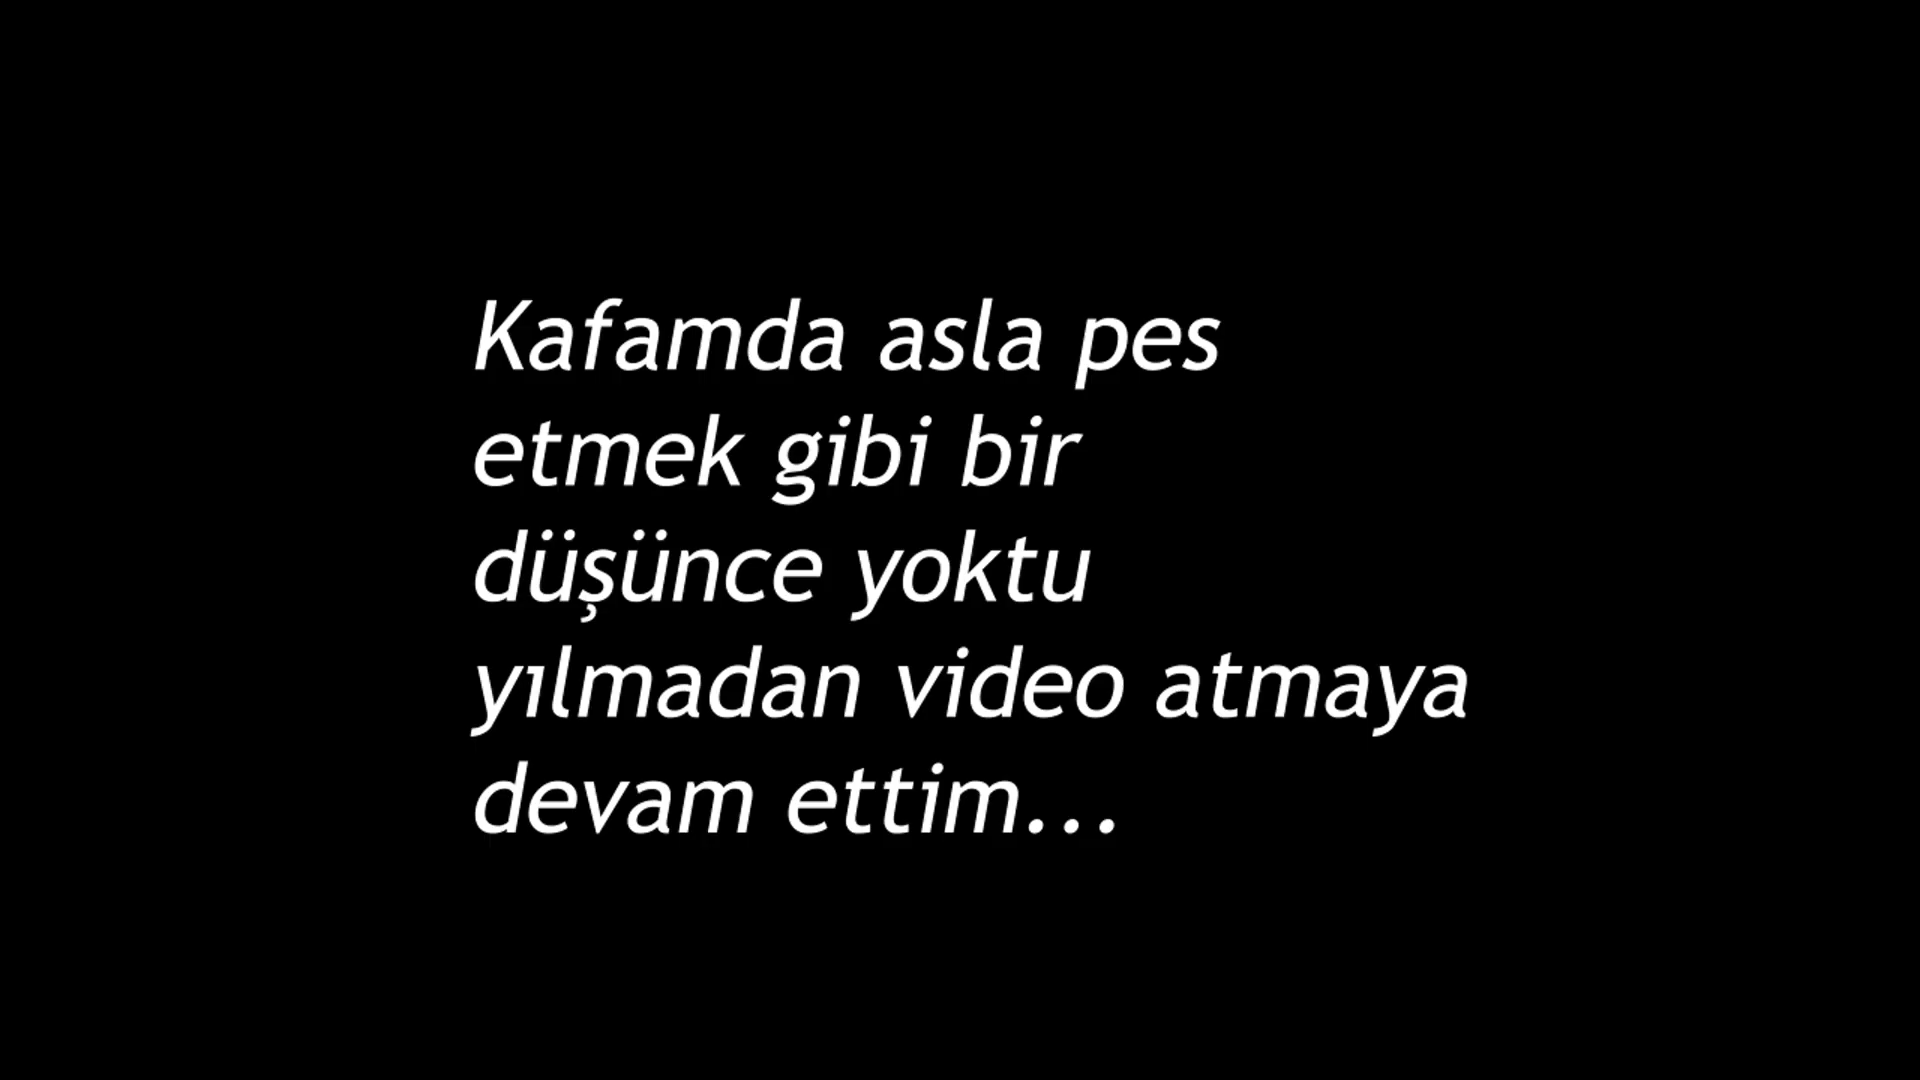 Kafamda asla pes
etmek gibi bir
düşünce yoktu
yılmadan video atmaya
devam ettim...